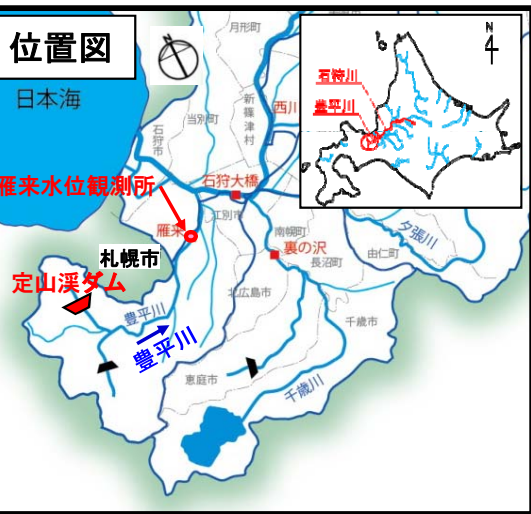 位置図
N
日本海
月形町
新篠津村
当別町
西川
石狩市
石狩大橋
雁来水位観測所
雁来
江別市
札幌市
南幌町
裏の沢
長沼町
夕張川
由仁町
定山渓ダム
北広島市
豊平川
豊平川
千歳市
恵庭市
千歳川
N
4
石狩川
豊平川